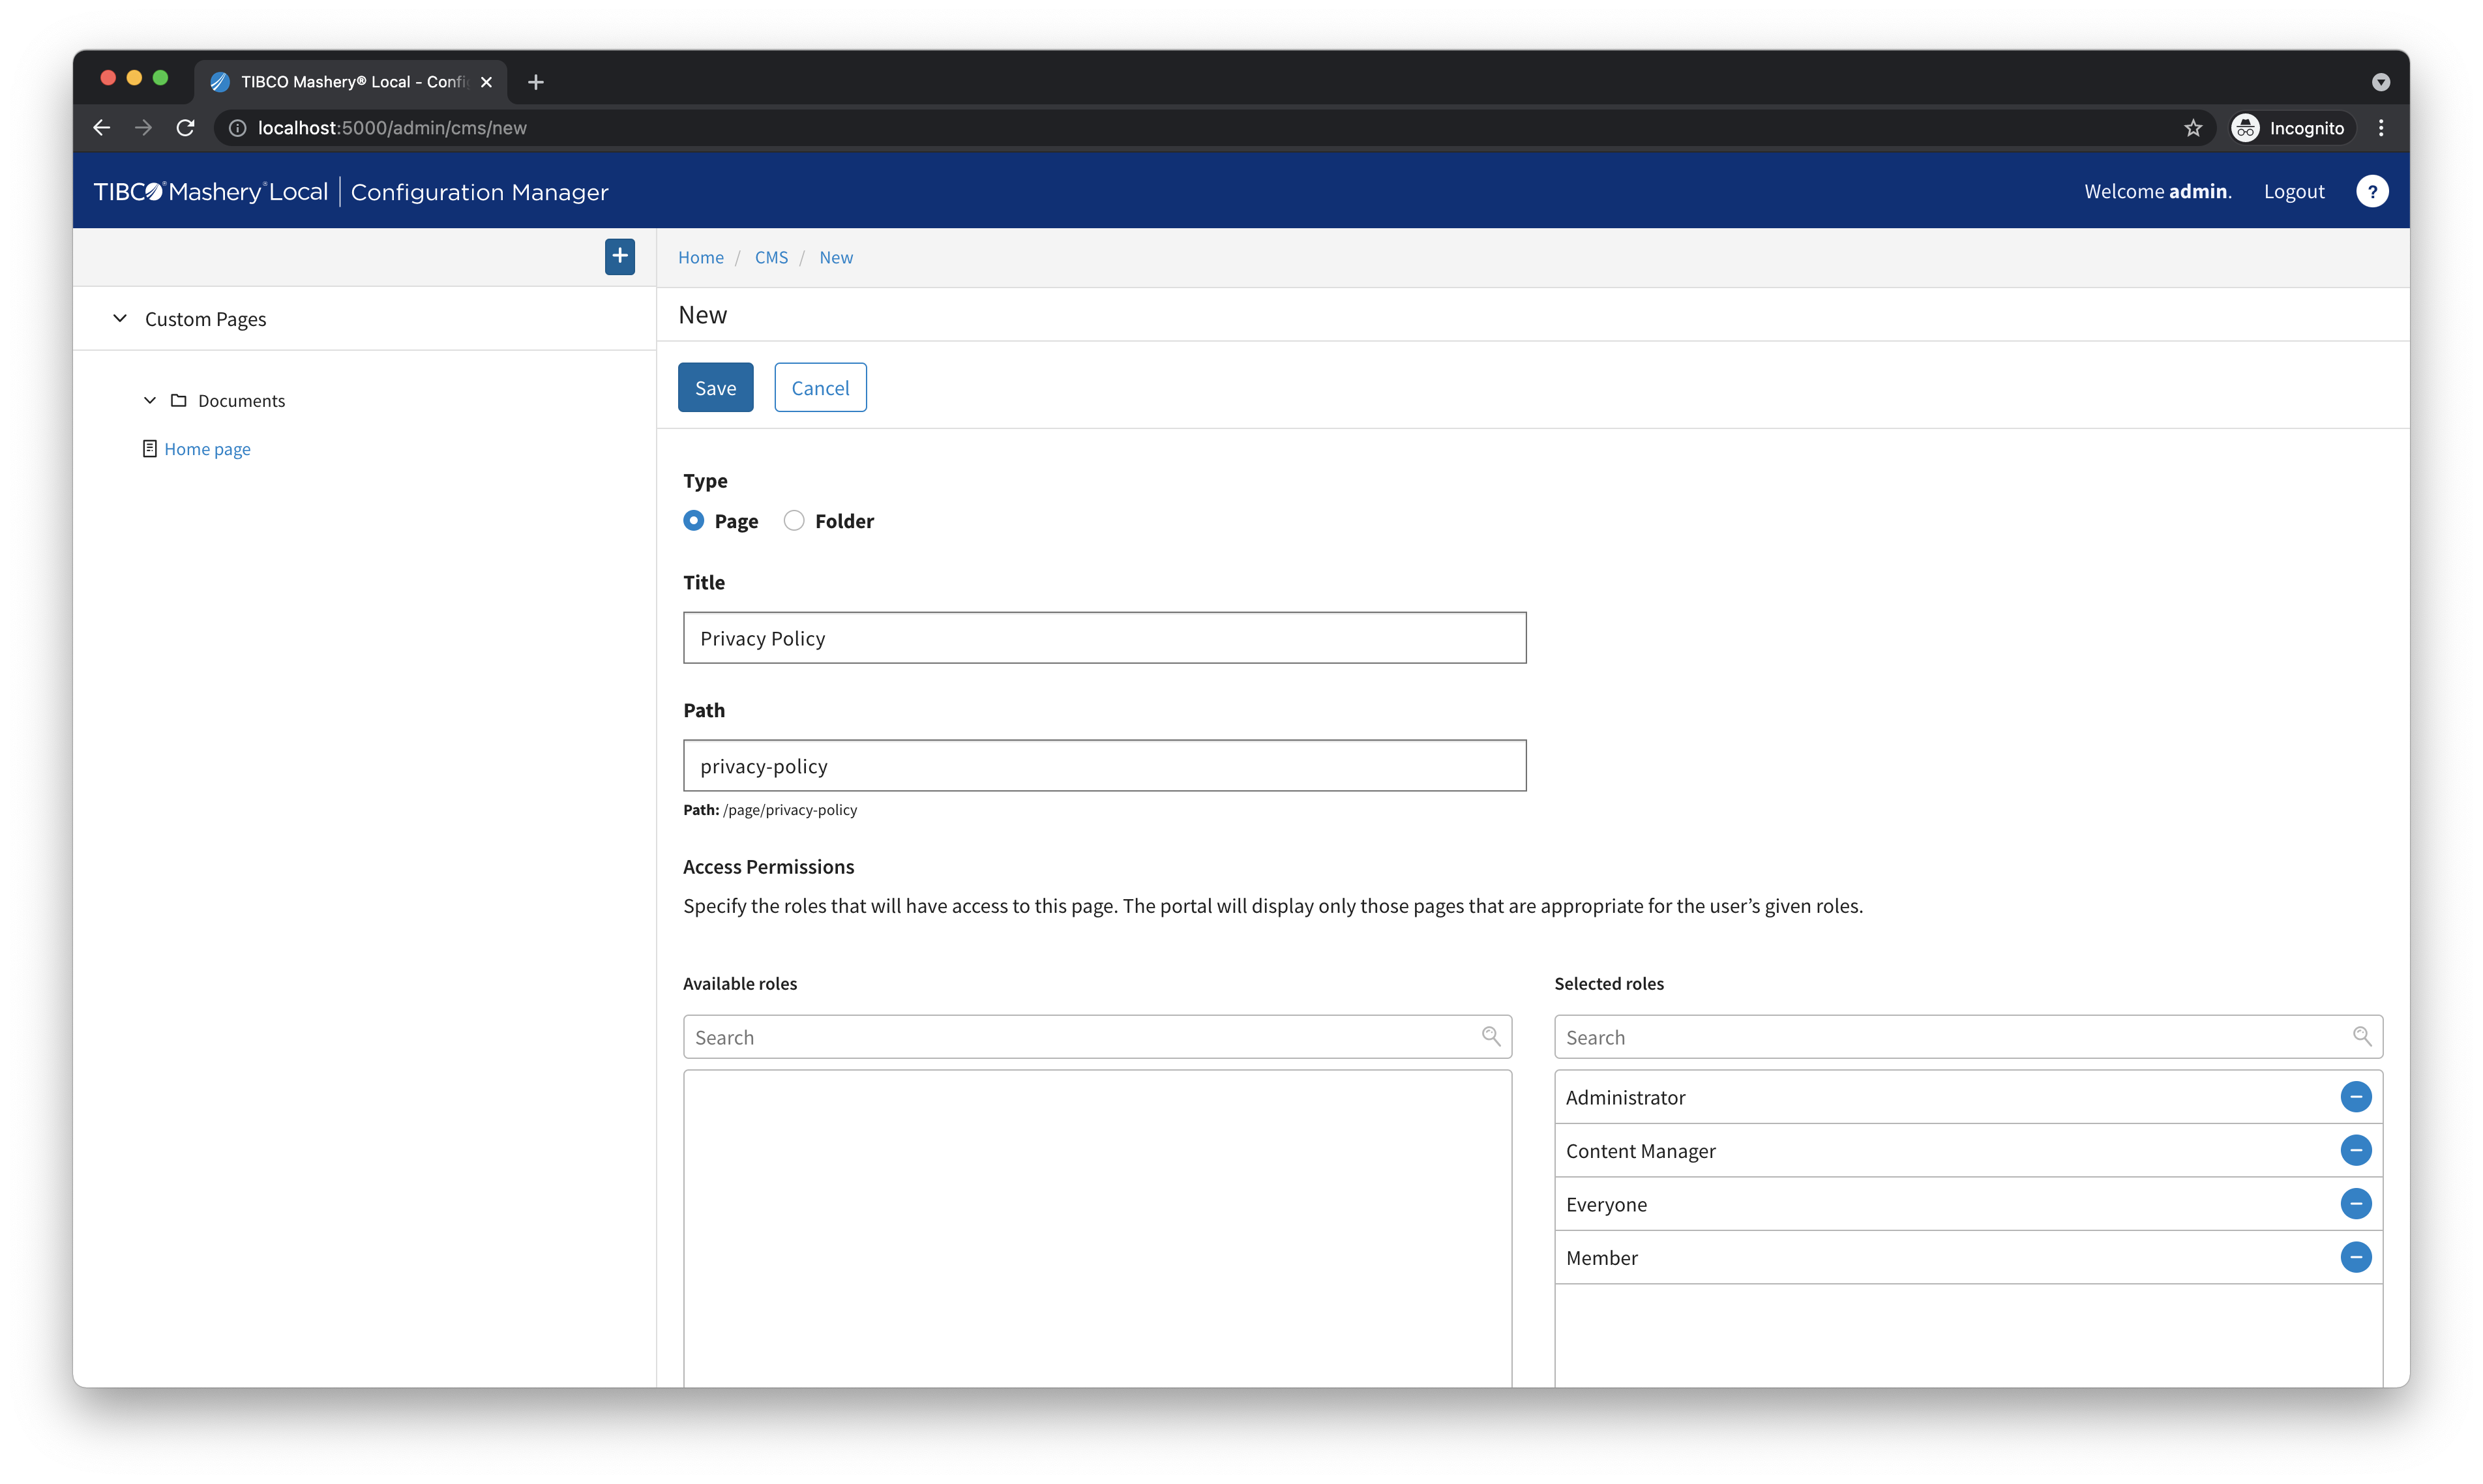 TIBCO Mashery® Local - Confi
localhost:5000/admin/cms/new
Incognito
TIBCO® Mashery® Local | Configuration Manager
Welcome admin. Logout ?
Home / CMS / New
Custom Pages
New
Save Cancel
Documents
Home page
Type
Page Folder
Title
Privacy Policy
Path
privacy-policy
Path: /page/privacy-policy
Access Permissions
Specify the roles that will have access to this page. The portal will display only those pages that are appropriate for the user’s given roles.
Available roles Selected roles
Search Search
Administrator
Content Manager
Everyone
Member